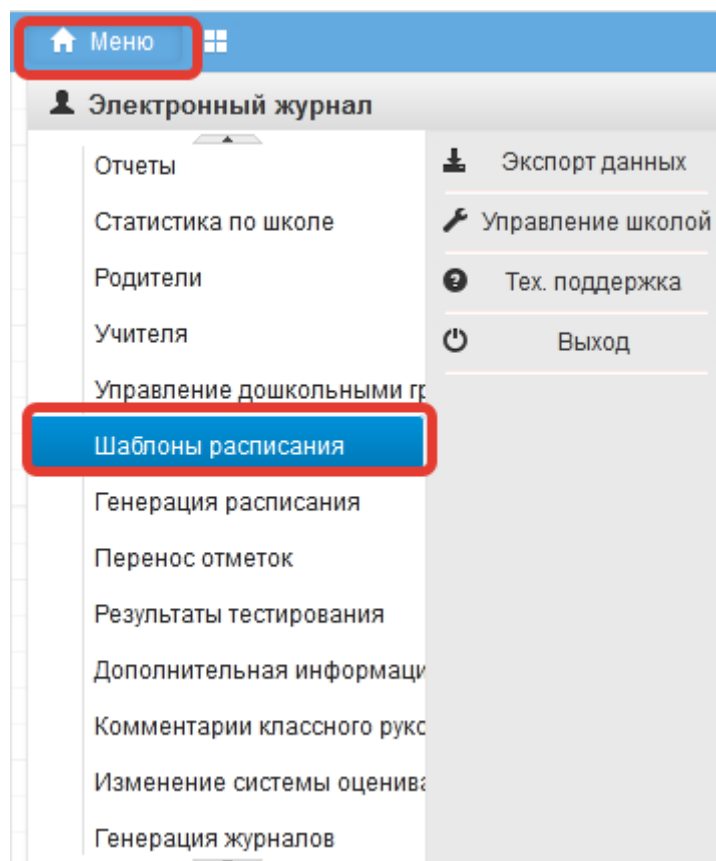 Меню
Электронный журнал
Отчеты
Статистика по школе
Родители
Учителя
Управление дошкольными гр
Шаблоны расписания
Генерация расписания
Перенос отметок
Результаты тестирования
Дополнительная информаци
Комментарии классного руко
Изменение системы оценива
Генерация журналов
Экспорт данных
Управление школой
Тех. поддержка
Выход